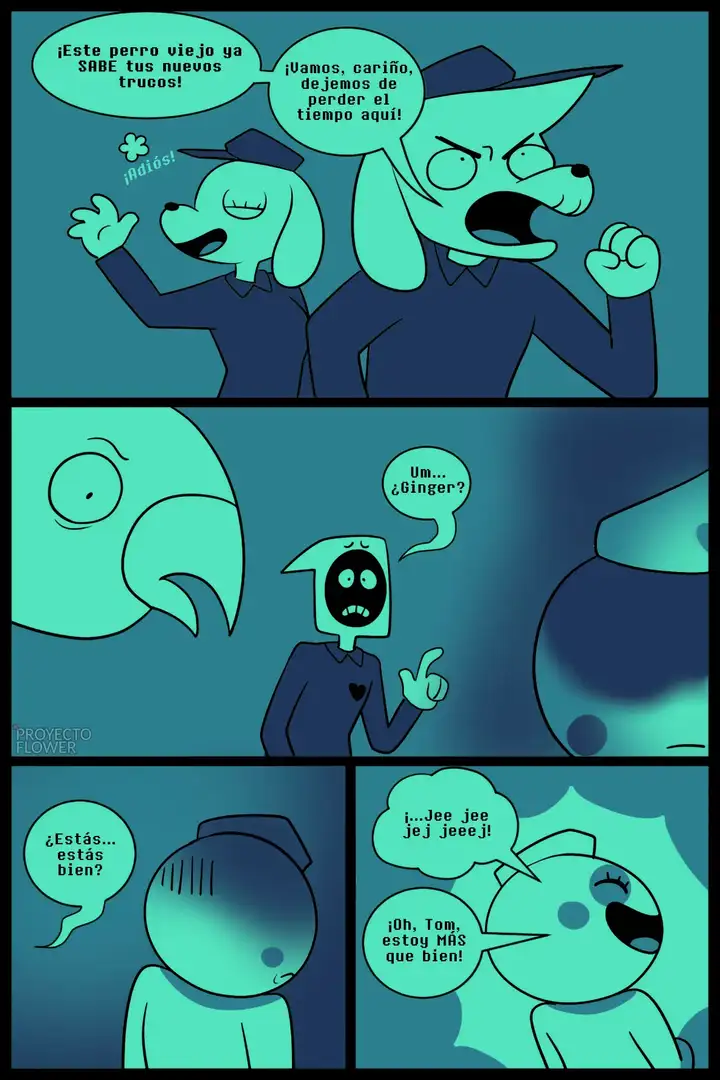 ¡Este perro viejo ya
SABE tus nuevos
trucos!
¡Vamos, cariño,
dejemos de
perder el
tiempo aquí!
¡Adiós!
Um...
¿Ginger?
PROYECTO
FLOWER
¿Estás...
estás
bien?
¡...Jee jee
jej jeeej!
¡Oh, Tom,
estoy MÁS
que bien!